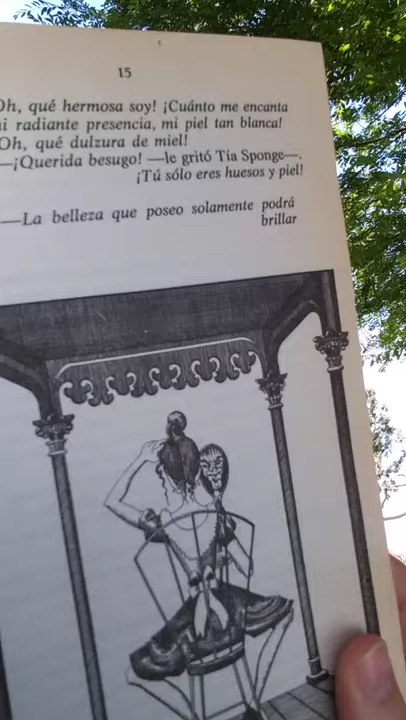 15
Oh, qué hermosa soy! ¡Cuánto me encanta
i radiante presencia, mi piel tan blanca!
Oh, qué dulzura de miel!
—¡Querida besugo! —le gritó Tía Sponge—.
¡Tú sólo eres huesos y piel!
—La belleza que poseo solamente podrá
brillar